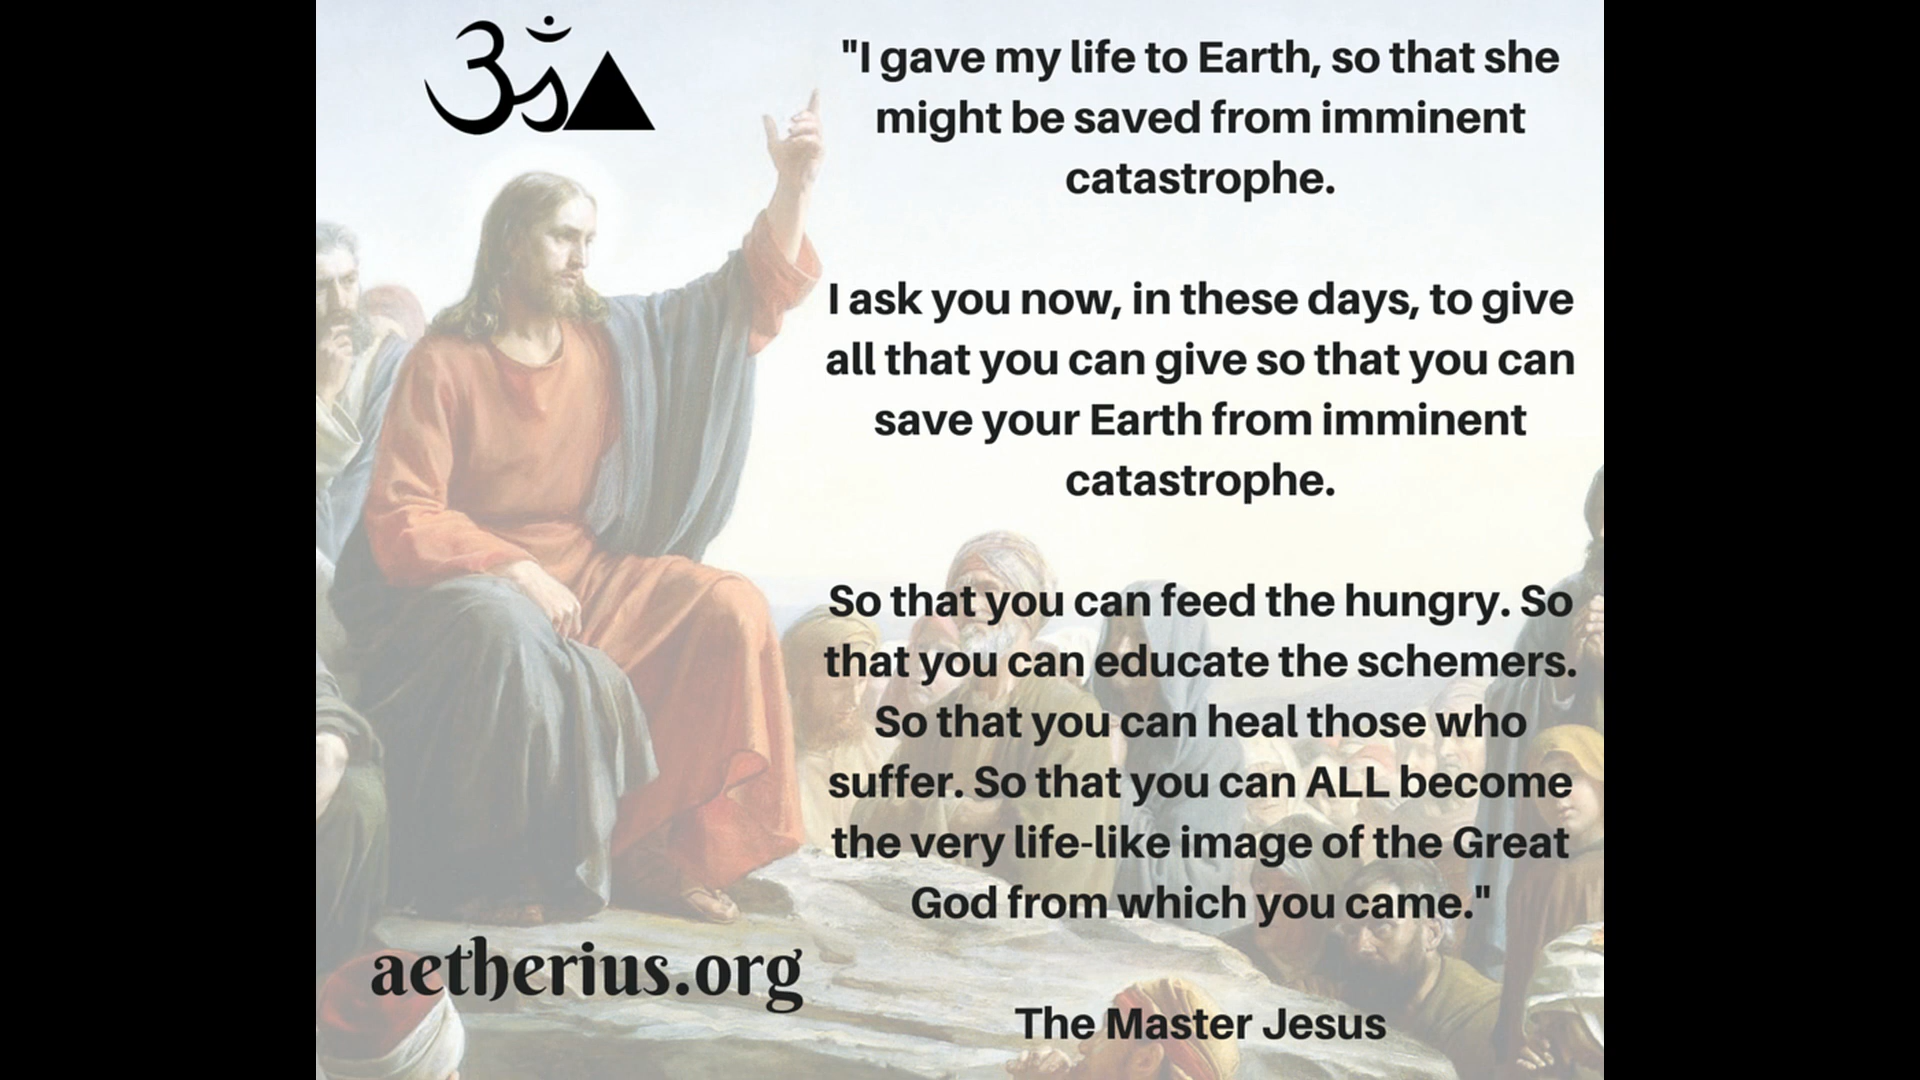 ॐ
"I gave my life to Earth, so that she
might be saved from imminent
catastrophe.
I ask you now, in these days, to give
all that you can give so that you can
save your Earth from imminent
catastrophe.
So that you can feed the hungry. So
that you can educate the schemers.
So that you can heal those who
suffer. So that you can ALL become
the very life-like image of the Great
God from which you came."
The Master Jesus
aetherius.org